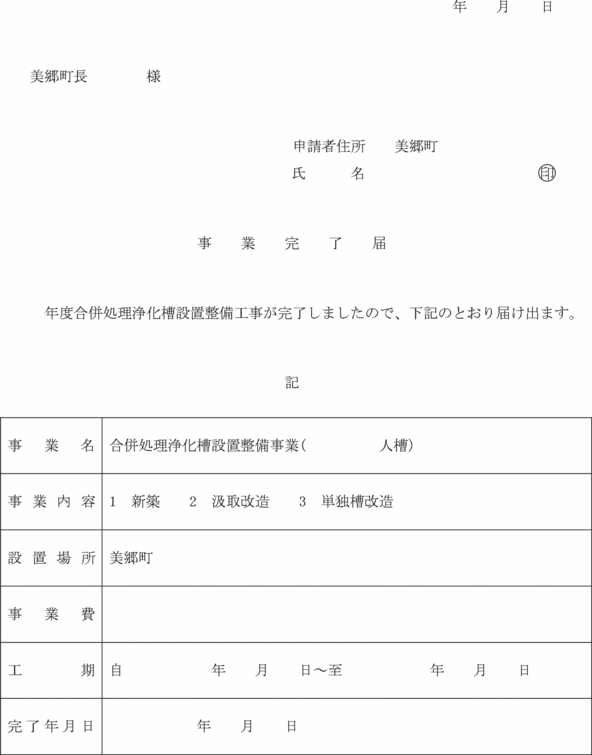 年　　月　　日
美郷町長　　　　様
申請者住所　　美郷町
氏　　　名　　　　　　　　　　　　㊞
事　業　完　了　届
年度合併処理浄化槽設置整備工事が完了しましたので、下記のとおり届け出ます。
記
事業名　合併処理浄化槽設置整備事業(　　　　　人槽)
事業内容　1　新築　　2　汲取改造　　3　単独槽改造
設置場所　美郷町
事業費
工期　自　　　　　　年　　月　　日～至　　　　　　年　　月　　日
完了年月日　　　　　　年　　月　　日